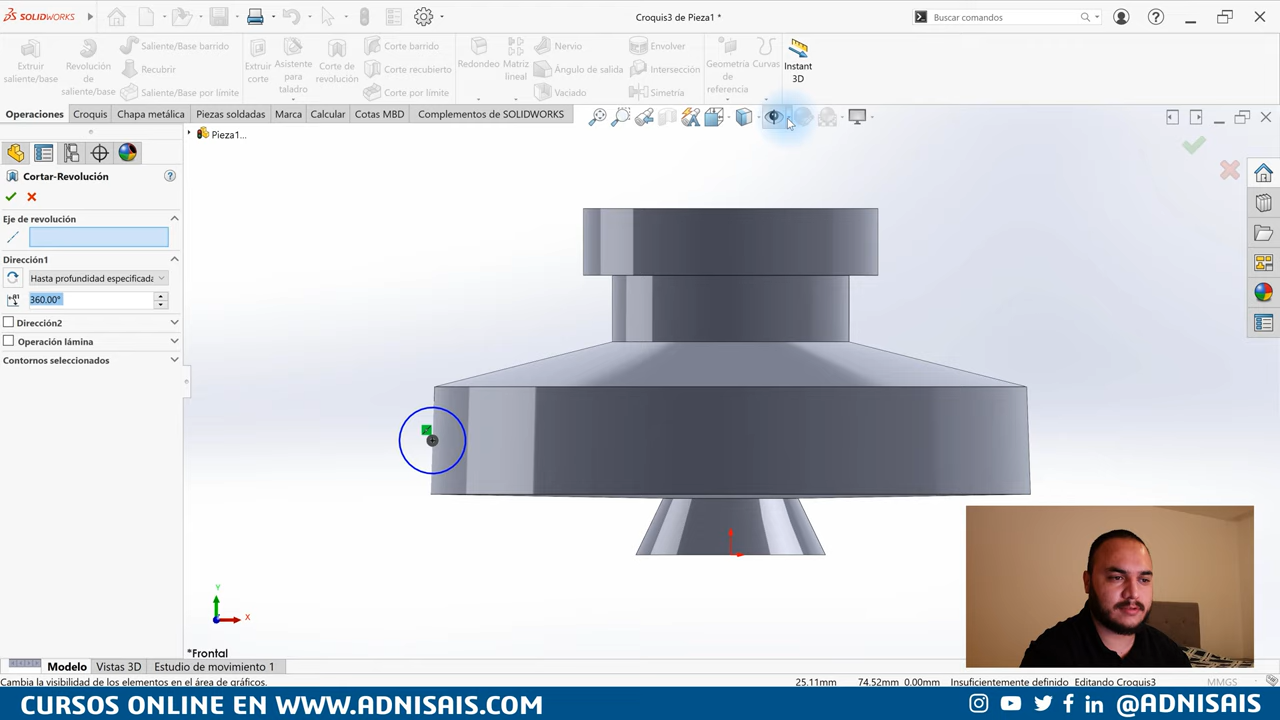 SOLIDWORKS
Croquis3 de Pieza1 *
Buscar comandos
Extruir saliente/base
Revolución de
Saliente/Base barrido
Recubrir
Saliente/Base por límite
Extruir corte
Asistente para taladro
Corte de revolución
Corte barrido
Corte recubierto
Corte por límite
Redondeo
Matriz lineal
Nervio
Ángulo de salida
Vaciado
Envolver
Intersección
Simetría
Geometría de referencia
Curvas
Instant 3D
Operaciones
Croquis
Chapa metálica
Piezas soldadas
Marca
Calcular
Cotas MBD
Complementos de SOLIDWORKS
Pieza1...
Cortar-Revolución
Eje de revolución
Dirección1
Hasta profundidad especificada
360.00°
Dirección2
Operación lámina
Contornos seleccionados
Y
X
*Frontal
Modelo
Vistas 3D
Estudio de movimiento 1
Cambia la visibilidad de los elementos en el área de gráficos.
25.11mm
74.52mm 0.00mm
Insuficientemente definido
Editando Croquis3
MMGS
CURSOS ONLINE EN WWW.ADNISAIS.COM
@ADNISAIS